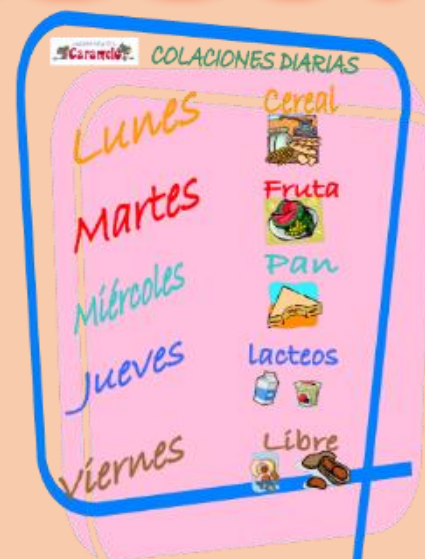 Caramelo
COLACIONES DIARIAS
Lunes Cereal
Martes Fruta
Miércoles Pan
Jueves lacteos
Viernes Libre